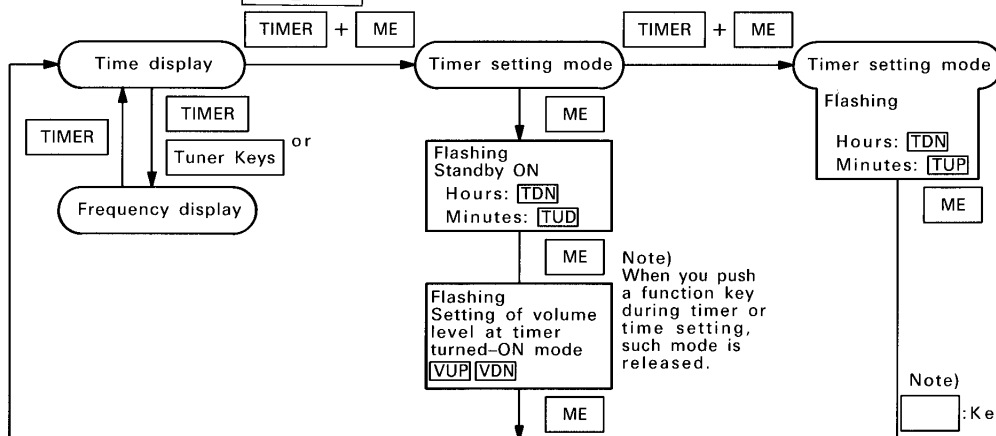 TIMER + ME
TIMER + ME
Time display
Timer setting mode
Timer setting mode
TIMER
TIMER
or
Tuner Keys
Frequency display
ME
Flashing
Standby ON
Hours: TDN
Minutes: TUD
ME
Flashing
Setting of volume
level at timer
turned-ON mode
VUP VDN
ME
Note)
When you push
a function key
during timer or
time setting,
such mode is
released.
Flashing
Hours: TDN
Minutes: TUP
ME
Note)
:Ke